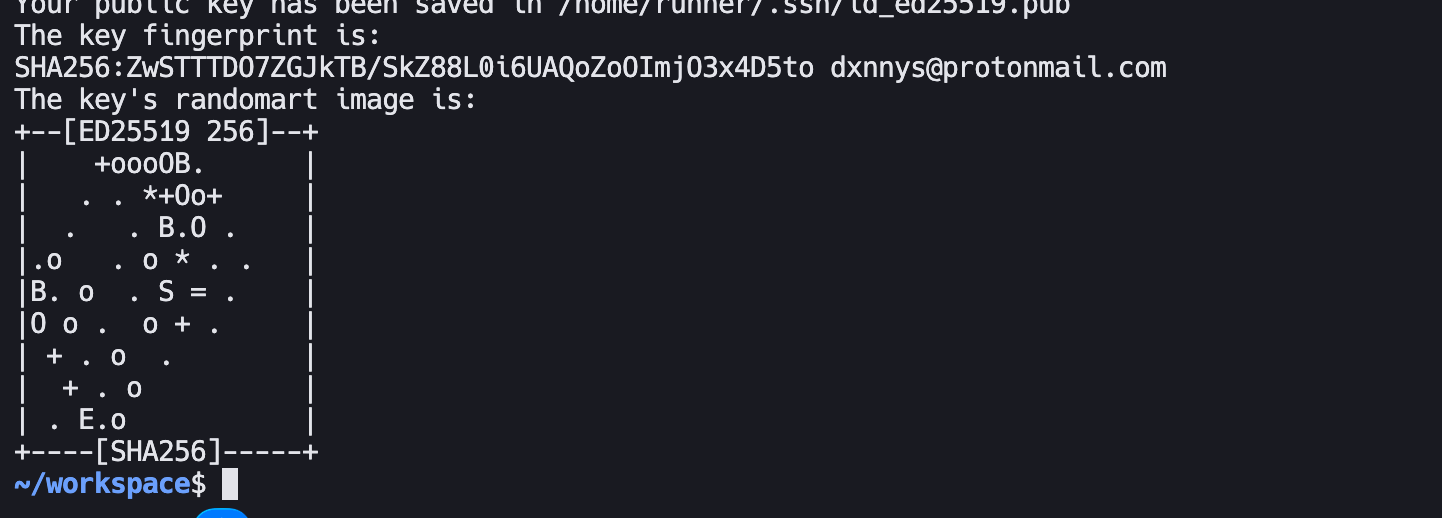 Your public key has been saved in /home/runner/.ssh/id_ed25519.pub
The key fingerprint is:
SHA256:ZwSTTTDO7ZGJkTB/SkZ88L0i6UAQoZoOImjO3x4D5to dxnnys@protonmail.com
The key's randomart image is:
+--[ED25519 256]--+
|    +oooOB.      |
|   . . *+Oo+     |
|  .   . B.O .    |
|.o   . o * . .   |
|B. o  . S = .    |
|O o .  o + .     |
| + . o  .        |
|  + . o          |
| . E.o           |
+----[SHA256]-----+
~/workspace$